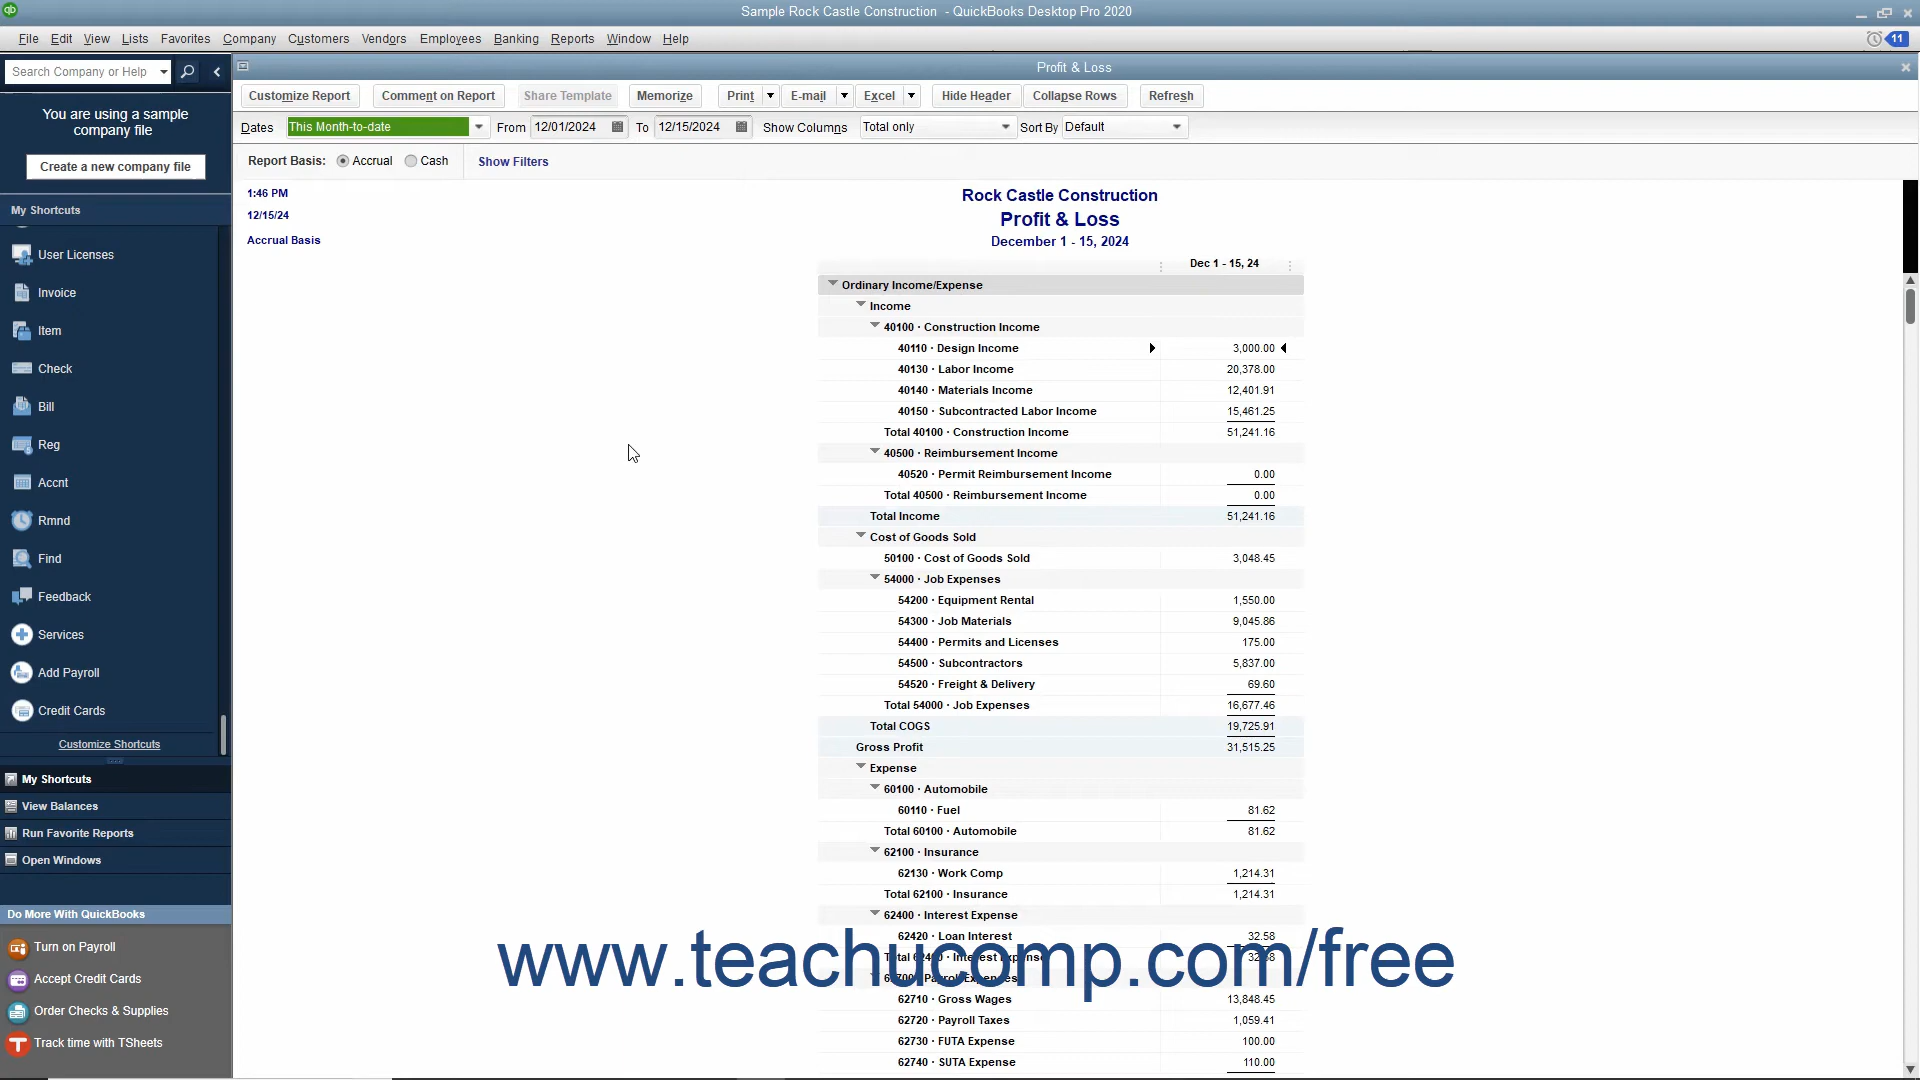 Sample Rock Castle Construction - QuickBooks Desktop Pro 2020
File Edit View Lists Favorites Company Customers Vendors Employees Banking Reports Window Help
11
Search Company or Help
Profit & Loss
You are using a sample
company file
Create a new company file
My Shortcuts
User Licenses
Invoice
Item
Check
Bill
Reg
Accnt
Rmnd
Find
Feedback
Services
Add Payroll
Credit Cards
Customize Shortcuts
My Shortcuts
View Balances
Run Favorite Reports
Open Windows
Do More With QuickBooks
Turn on Payroll
Accept Credit Cards
Order Checks & Supplies
Track time with TSheets
Customize Report Comment on Report Share Template Memorize Print E-mail Excel Hide Header Collapse Rows Refresh
Dates This Month-to-date From 12/01/2024 To 12/15/2024 Show Columns Total only Sort By Default
Report Basis: Accrual Cash Show Filters
1:46 PM
12/15/24
Accrual Basis
Rock Castle Construction
Profit & Loss
December 1 - 15, 2024
Dec 1 - 15, 24
Ordinary Income/Expense
Income
40100 · Construction Income
40110 · Design Income 3,000.00
40130 · Labor Income 20,378.00
40140 · Materials Income 12,401.91
40150 · Subcontracted Labor Income 15,461.25
Total 40100 · Construction Income 51,241.16
40500 · Reimbursement Income
40520 · Permit Reimbursement Income 0.00
Total 40500 · Reimbursement Income 0.00
Total Income 51,241.16
Cost of Goods Sold
50100 · Cost of Goods Sold 3,048.45
54000 · Job Expenses
54200 · Equipment Rental 1,550.00
54300 · Job Materials 9,045.86
54400 · Permits and Licenses 175.00
54500 · Subcontractors 5,837.00
54520 · Freight & Delivery 69.60
Total 54000 · Job Expenses 16,677.46
Total COGS 19,725.91
Gross Profit 31,515.25
Expense
60100 · Automobile
60110 · Fuel 81.62
Total 60100 · Automobile 81.62
62100 · Insurance
62130 · Work Comp 1,214.31
Total 62100 · Insurance 1,214.31
62400 · Interest Expense
62420 · Loan Interest 32.58
Total 62400 · Interest Expense 32.58
62700 · Payroll Expenses
62710 · Gross Wages 13,848.45
62720 · Payroll Taxes 1,059.41
62730 · FUTA Expense 100.00
62740 · SUTA Expense 110.00
www.teachucomp.com/free